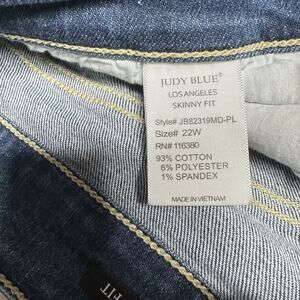 JUDY BLUE®
LOS ANGELES
SKINNY FIT
Style# JB82319MD-PL
Size# 22W
RN# 116380
93% COTTON
6% POLYESTER
1% SPANDEX
MADE IN VIETNAM
FIT